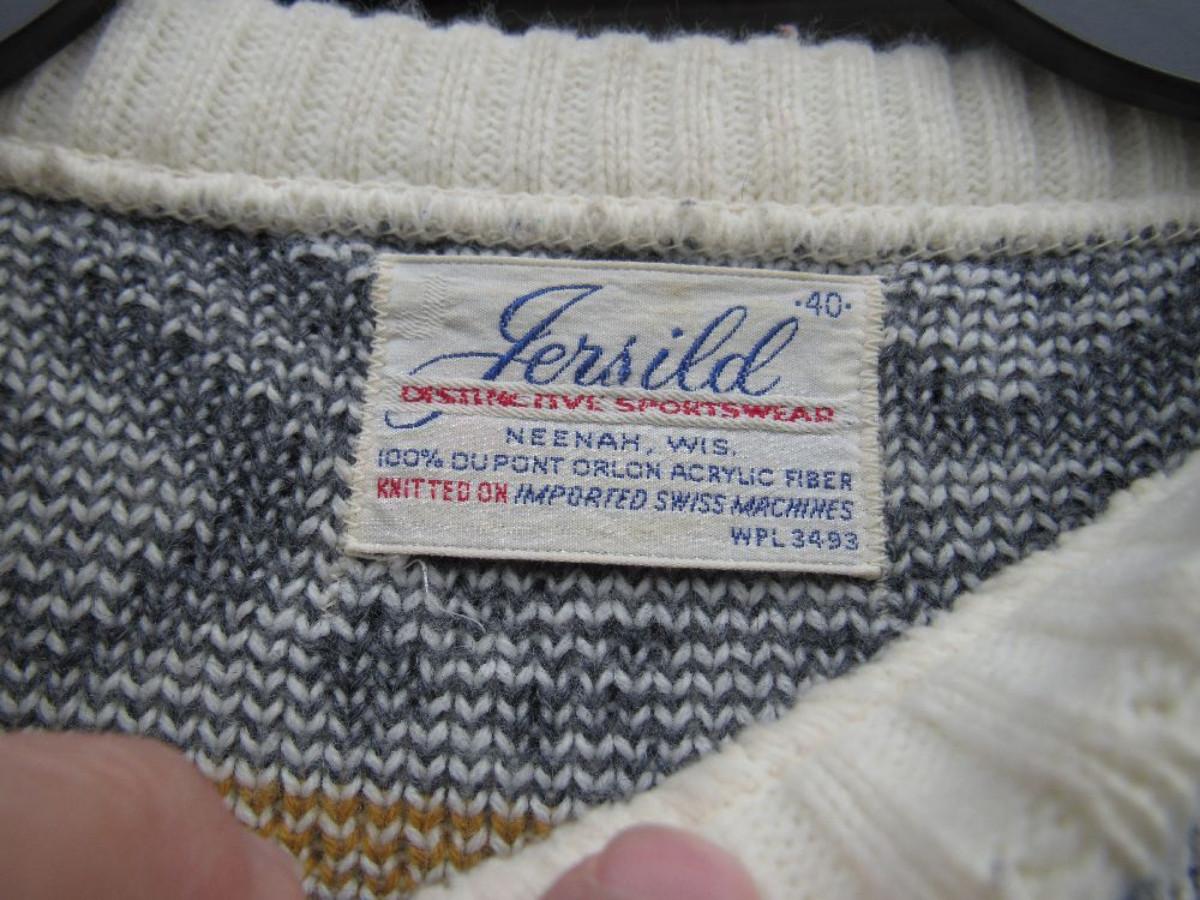 ·40·
Jersild
DISTINCTIVE SPORTSWEAR
NEENAH, WIS.
100% DUPONT ORLON ACRYLIC FIBER
KNITTED ON IMPORTED SWISS MACHINES
WPL 3493